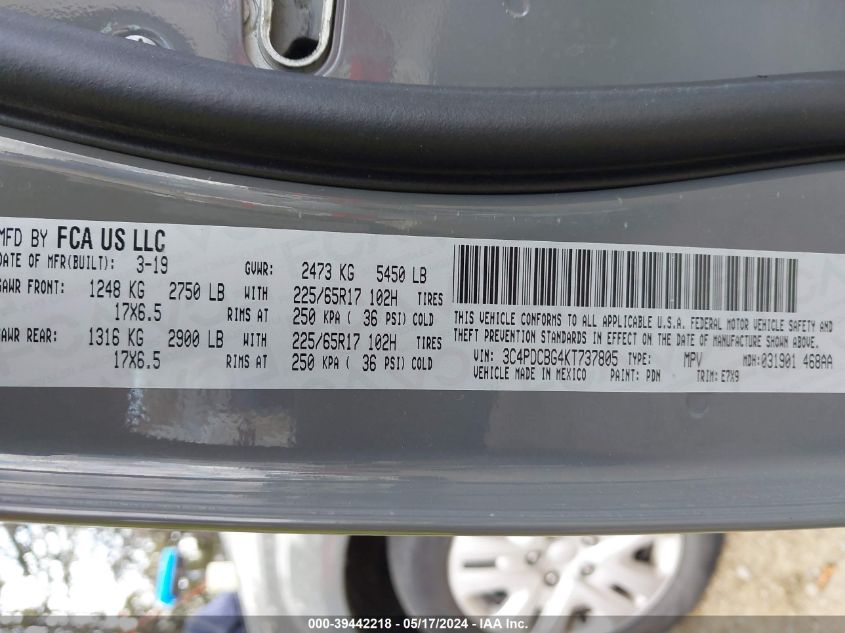 MFD BY FCA US LLC
DATE OF MFR(BUILT): 3-19 GVWR: 2473 KG 5450 LB
GAWR FRONT: 1248 KG 2750 LB WITH 225/65R17 102H TIRES
17X6.5 RIMS AT 250 KPA ( 36 PSI) COLD
GAWR REAR: 1316 KG 2900 LB WITH 225/65R17 102H TIRES
17X6.5 RIMS AT 250 KPA ( 36 PSI) COLD
THIS VEHICLE CONFORMS TO ALL APPLICABLE U.S.A. FEDERAL MOTOR VEHICLE SAFETY AND
THEFT PREVENTION STANDARDS IN EFFECT ON THE DATE OF MANUFACTURE SHOWN ABOVE.
VIN: 3C4PDCBG4KT737805 TYPE: MPV MDH:031901 468AA
VEHICLE MADE IN MEXICO PAINT: PDN TRIM: E7X9
000-39442218 - 05/17/2024 - IAAI.COM